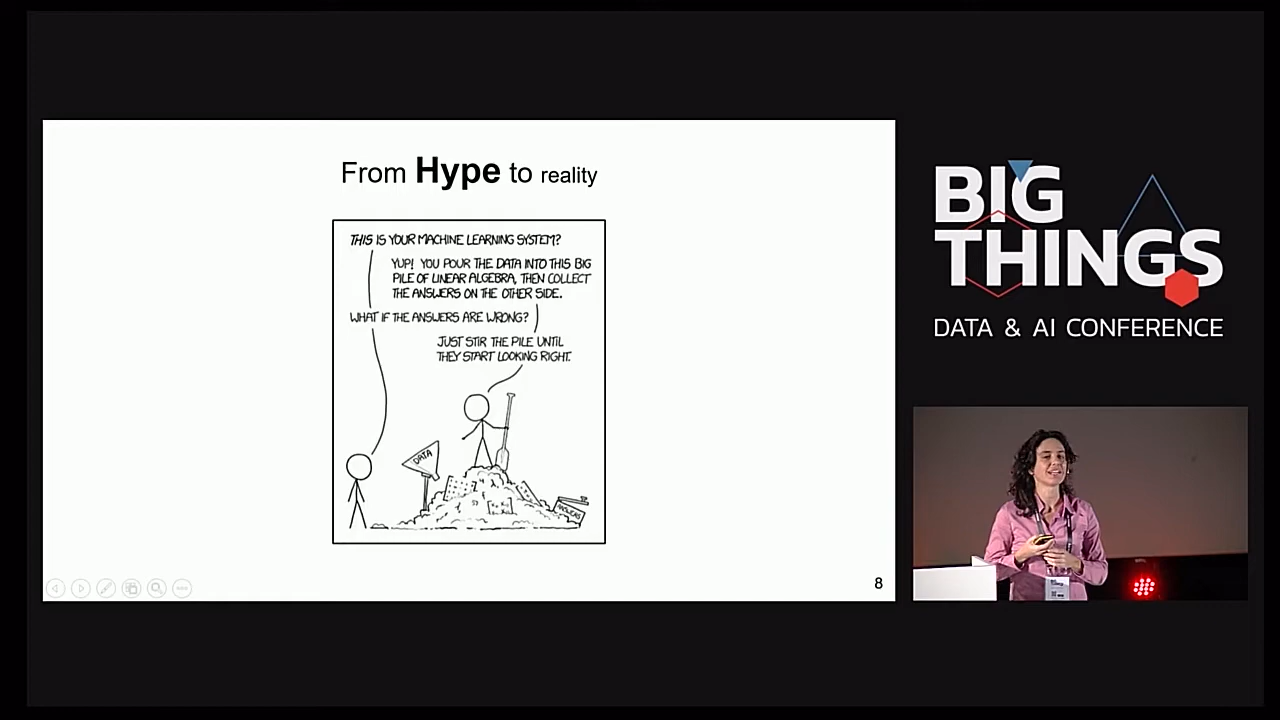 From Hype to reality
THIS IS YOUR MACHINE LEARNING SYSTEM?
YUP! YOU POUR THE DATA INTO THIS BIG
PILE OF LINEAR ALGEBRA, THEN COLLECT
THE ANSWERS ON THE OTHER SIDE.
WHAT IF THE ANSWERS ARE WRONG?
JUST STIR THE PILE UNTIL
THEY START LOOKING RIGHT.
DATA
ANSWERS
8
BIG
THINGS
DATA & AI CONFERENCE
BIG
THINGS